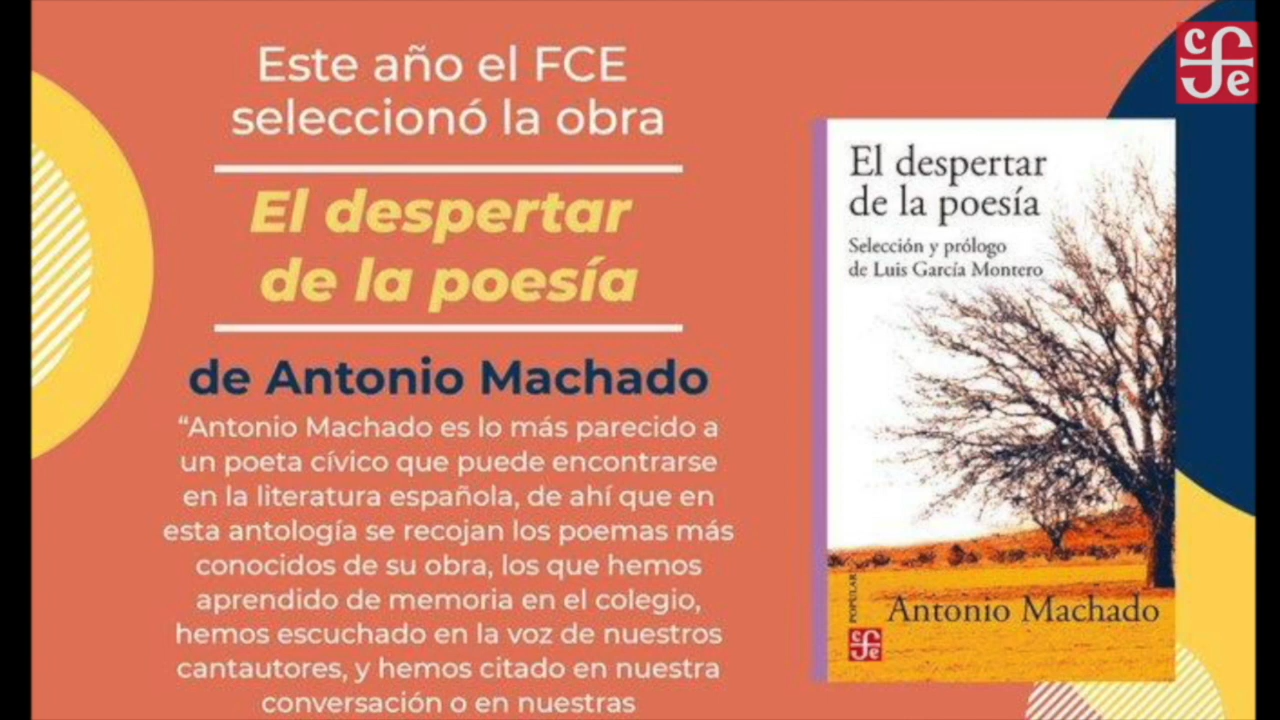 Este año el FCE
seleccionó la obra
El despertar
de la poesía
de Antonio Machado
“Antonio Machado es lo más parecido a
un poeta cívico que puede encontrarse
en la literatura española, de ahí que en
esta antología se recojan los poemas más
conocidos de su obra, los que hemos
aprendido de memoria en el colegio,
hemos escuchado en la voz de nuestros
cantautores, y hemos citado en nuestra
conversación o en nuestras
cfe
El despertar
de la poesía
Selección y prólogo
de Luis García Montero
POPULAR
cfe
Antonio Machado